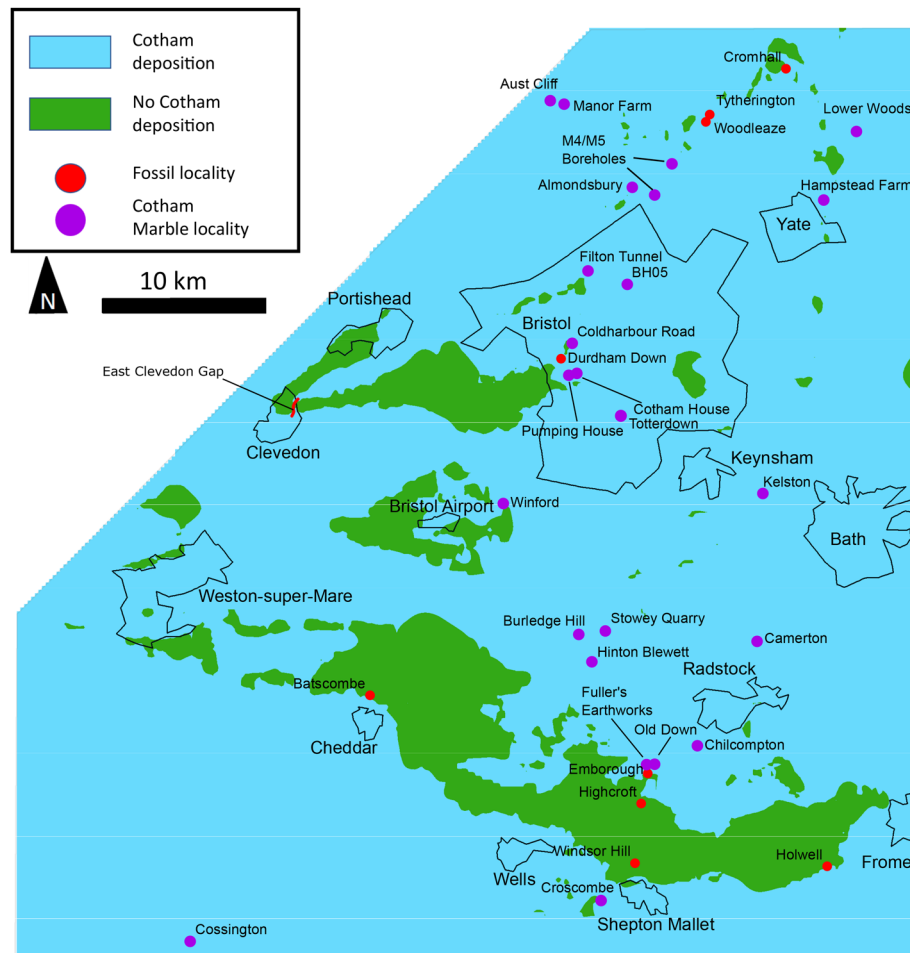 Cotham
deposition
No Cotham
deposition
Fossil locality
Cotham
Marble locality
N
10 km
Cromhall
Aust Cliff
Manor Farm
Tytherington
Woodleaze
Lower Woods
M4/M5
Boreholes
Almondsbury
Hampstead Farm
Yate
Filton Tunnel
BH05
Portishead
Bristol
Coldharbour Road
Durdham Down
East Clevedon Gap
Cotham House
Totterdown
Pumping House
Clevedon
Keynsham
Kelston
Bristol Airport
Winford
Bath
Weston-super-Mare
Burledge Hill
Stowey Quarry
Camerton
Hinton Blewett
Radstock
Batscombe
Fuller's
Earthworks
Old Down
Cheddar
Chilcompton
Emborough
Highcroft
Windsor Hill
Holwell
Frome
Wells
Croscombe
Shepton Mallet
Cossington